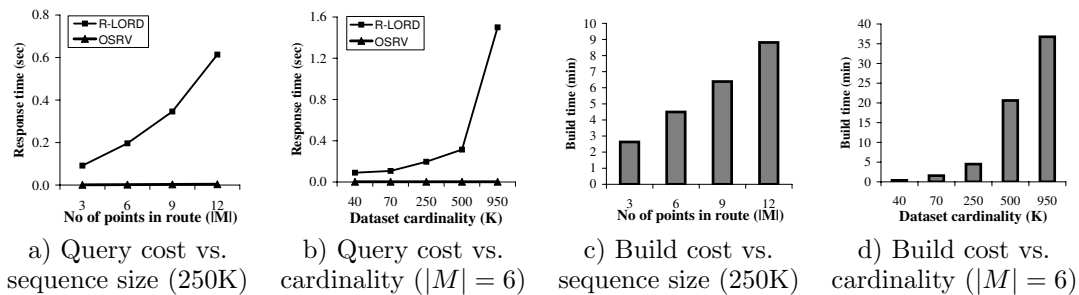 0.8
0.6
0.4
0.2
0.0
Response time (sec)
R-LORD
OSRV
3 6 9 12
No of points in route (|M|)
a) Query cost vs.
sequence size (250K)
1.6
1.2
0.8
0.4
0.0
Response time (sec)
R-LORD
OSRV
40 70 250 500 950
Dataset cardinality (K)
b) Query cost vs.
cardinality (|M| = 6)
10
9
8
7
6
5
4
3
2
1
0
Build time (min)
3 6 9 12
No of points in route (|M|)
c) Build cost vs.
sequence size (250K)
40
35
30
25
20
15
10
5
0
Build time (min)
40 70 250 500 950
Dataset cardinality (K)
d) Build cost vs.
cardinality (|M| = 6)